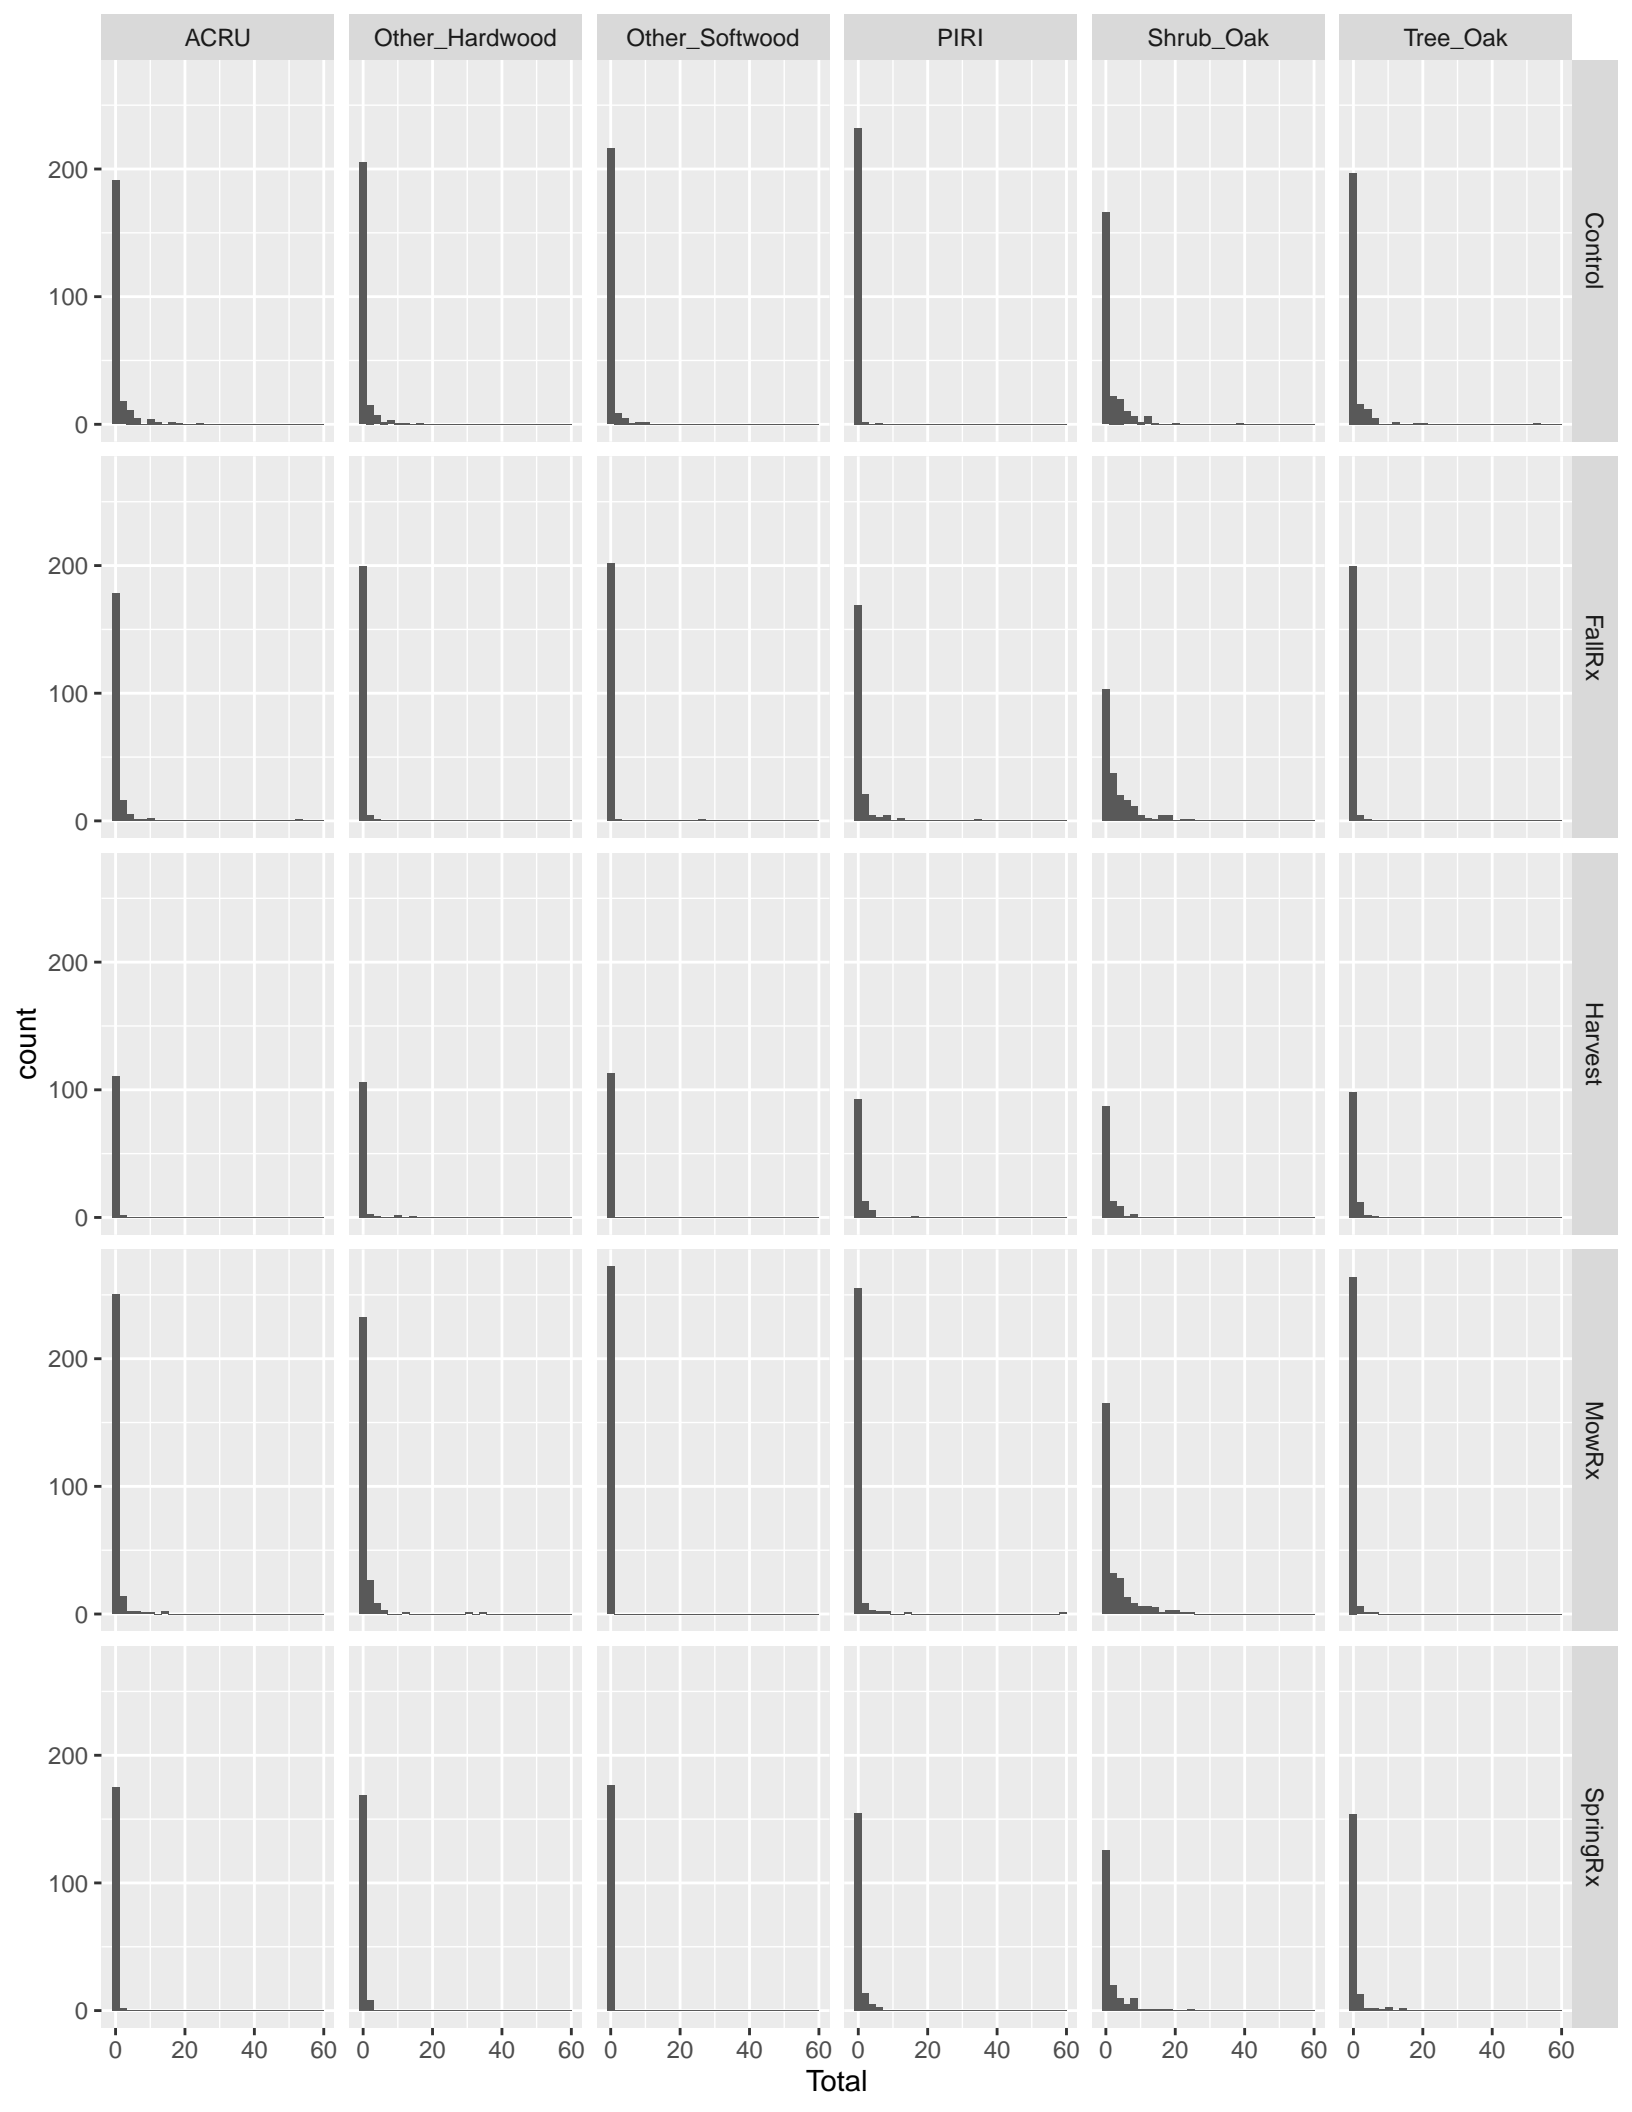 ACRU Other_Hardwood Other_Softwood PIRI Shrub_Oak Tree_Oak
200
100
0
Control
200
100
0
FallRx
200
100
0
Harvest
count
200
100
0
MowRx
200
100
0
SpringRx
0 20 40 60 0 20 40 60 0 20 40 60 0 20 40 60 0 20 40 60 0 20 40 60
Total